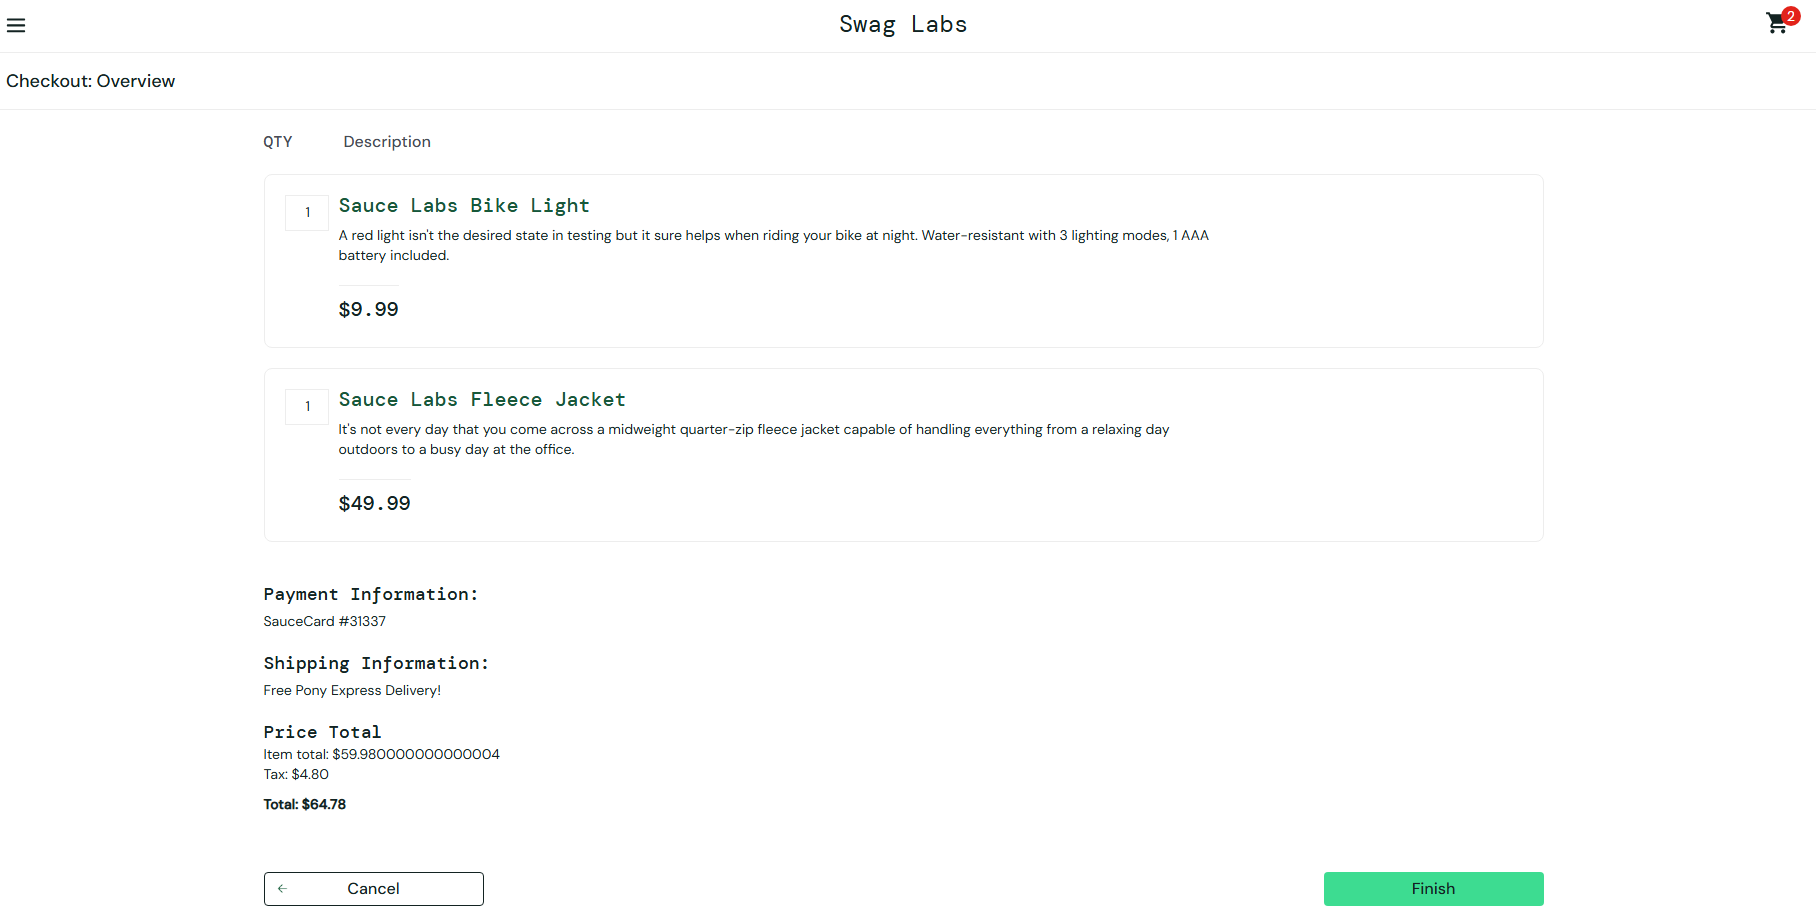 Swag Labs
2
Checkout: Overview
QTY Description
1
Sauce Labs Bike Light
A red light isn't the desired state in testing but it sure helps when riding your bike at night. Water-resistant with 3 lighting modes, 1 AAA
battery included.
$9.99
1
Sauce Labs Fleece Jacket
It's not every day that you come across a midweight quarter-zip fleece jacket capable of handling everything from a relaxing day
outdoors to a busy day at the office.
$49.99
Payment Information:
SauceCard #31337
Shipping Information:
Free Pony Express Delivery!
Price Total
Item total: $59.980000000000004
Tax: $4.80
Total: $64.78
Cancel
Finish